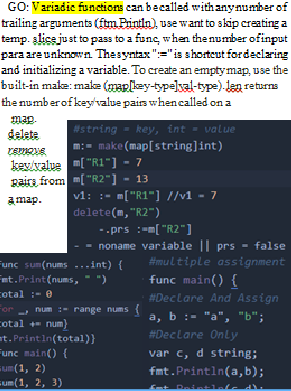 GO: Variadic functions can be called with any number of
trailing arguments (ftm.Println). use want to skip creating a
temp. slice just to pass to a func, when the number of input
para are unknown. The syntax ":=" is shortcut for declaring
and initializing a variable. To create an empty map, use the
built-in make: make (map[key-type]val-type). len returns
the number of key/value pairs when called on a
map.
delete
remove
key/value
pairs from
a map.
#string = key, int = value
m:= make(map[string]int)
m["R1"] = 7
m["R2"] = 13
v1: := m["R1"] //v1 = 7
delete(m,"R2")
-.prs :=m["R2"]
- = noname variable || prs = false
func sum(nums ...int) {
fmt.Print(nums, " ")
total := 0
for _, num := range nums {
total += num}
fmt.Println(total)}
func main() {
sum(1, 2)
sum(1, 2, 3)
#multiple assignment
func main() {
#Declare And Assign
a, b := "a", "b";
#Declare Only
var c, d string;
fmt.Println(a,b);
fmt.Println(c,d)